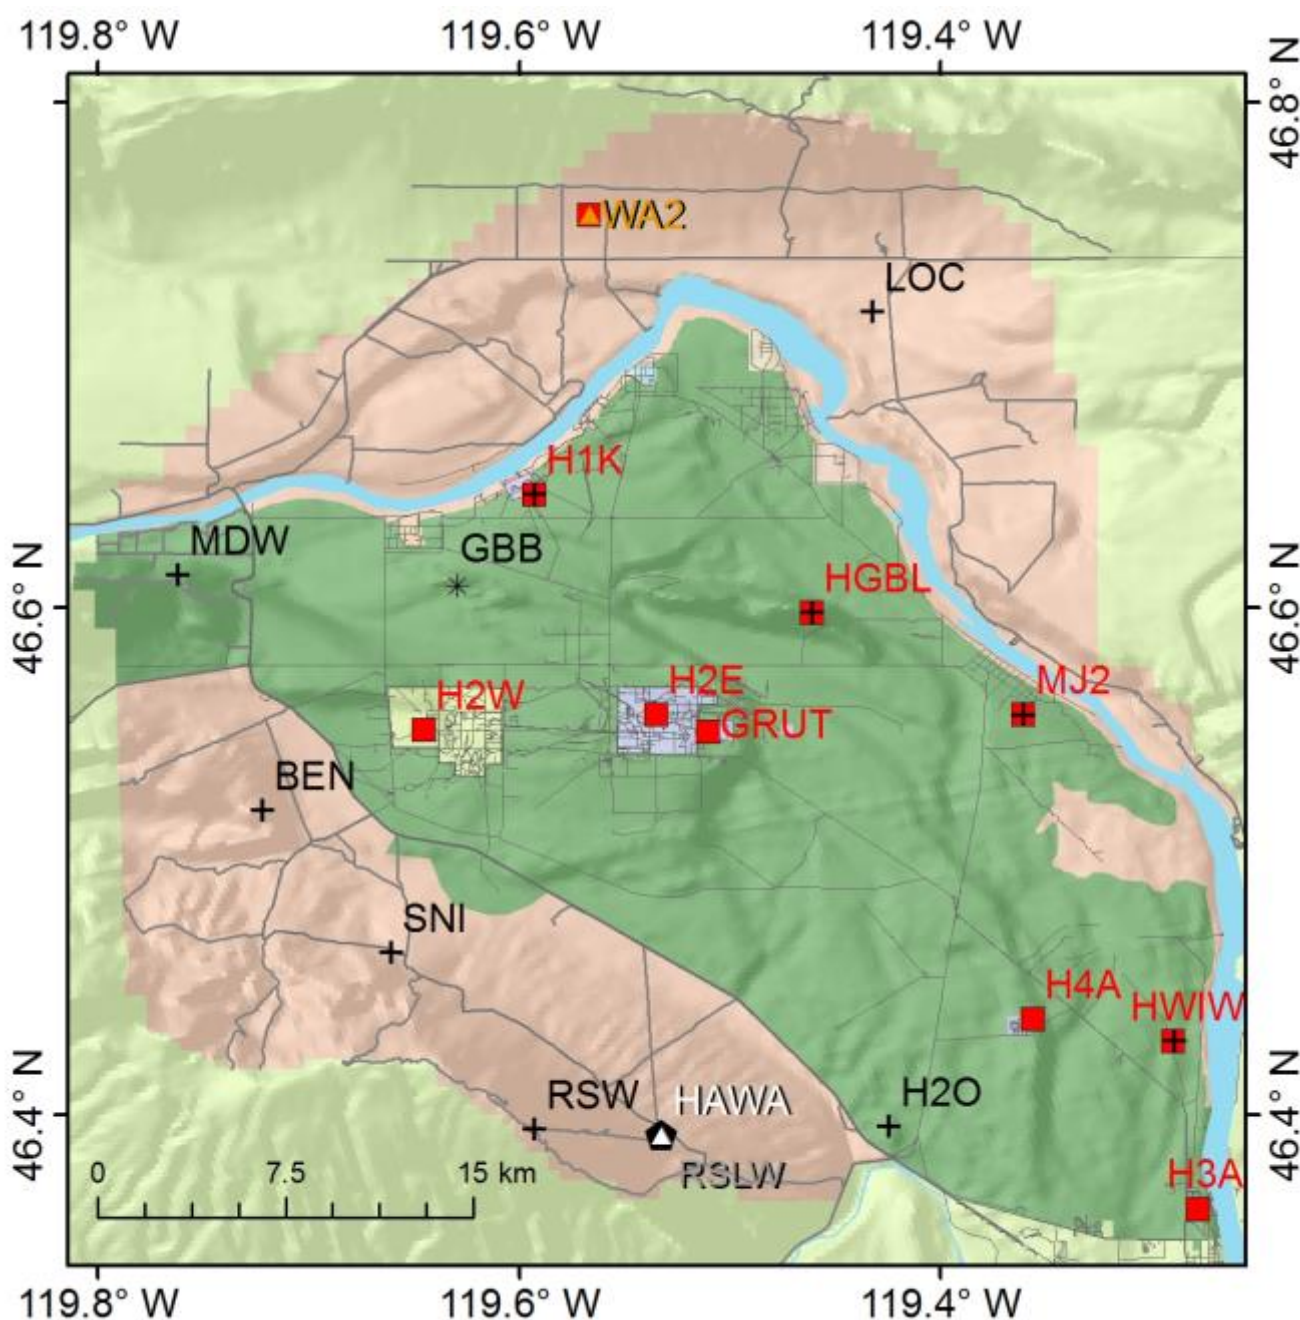 119.8° W 119.6° W 119.4° W
46.8° N
WA2
LOC
H1K
MDW
GBB
HGBL
46.6° N
46.6° N
H2E
MJ2
H2W
GRUT
BEN
SNI
H4A
HWIW
RSW
HAWA
H2O
46.4° N
46.4° N
RSLW
H3A
0 7.5 15 km
119.8° W 119.6° W 119.4° W